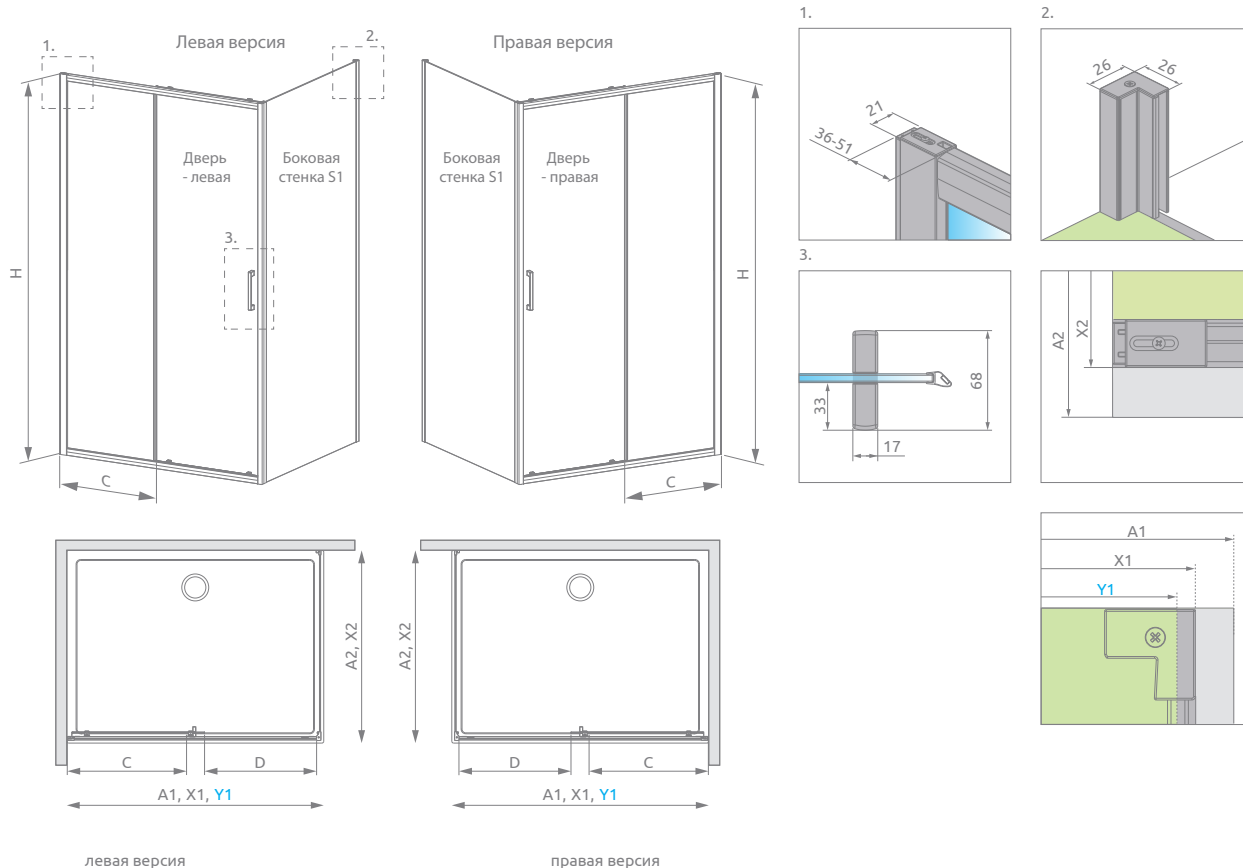 1.
Левая версия
2.
Правая версия
1.
2.
H
Дверь
- левая
Боковая
стенка S1
3.
C
Боковая
стенка S1
Дверь
- правая
H
C
21
36-51
26
26
3.
33
68
17
A2
X2
A1
X1
Y1
A2, X2
C
D
A1, X1, Y1
A2, X2
D
C
A1, X1, Y1
левая версия
правая версия